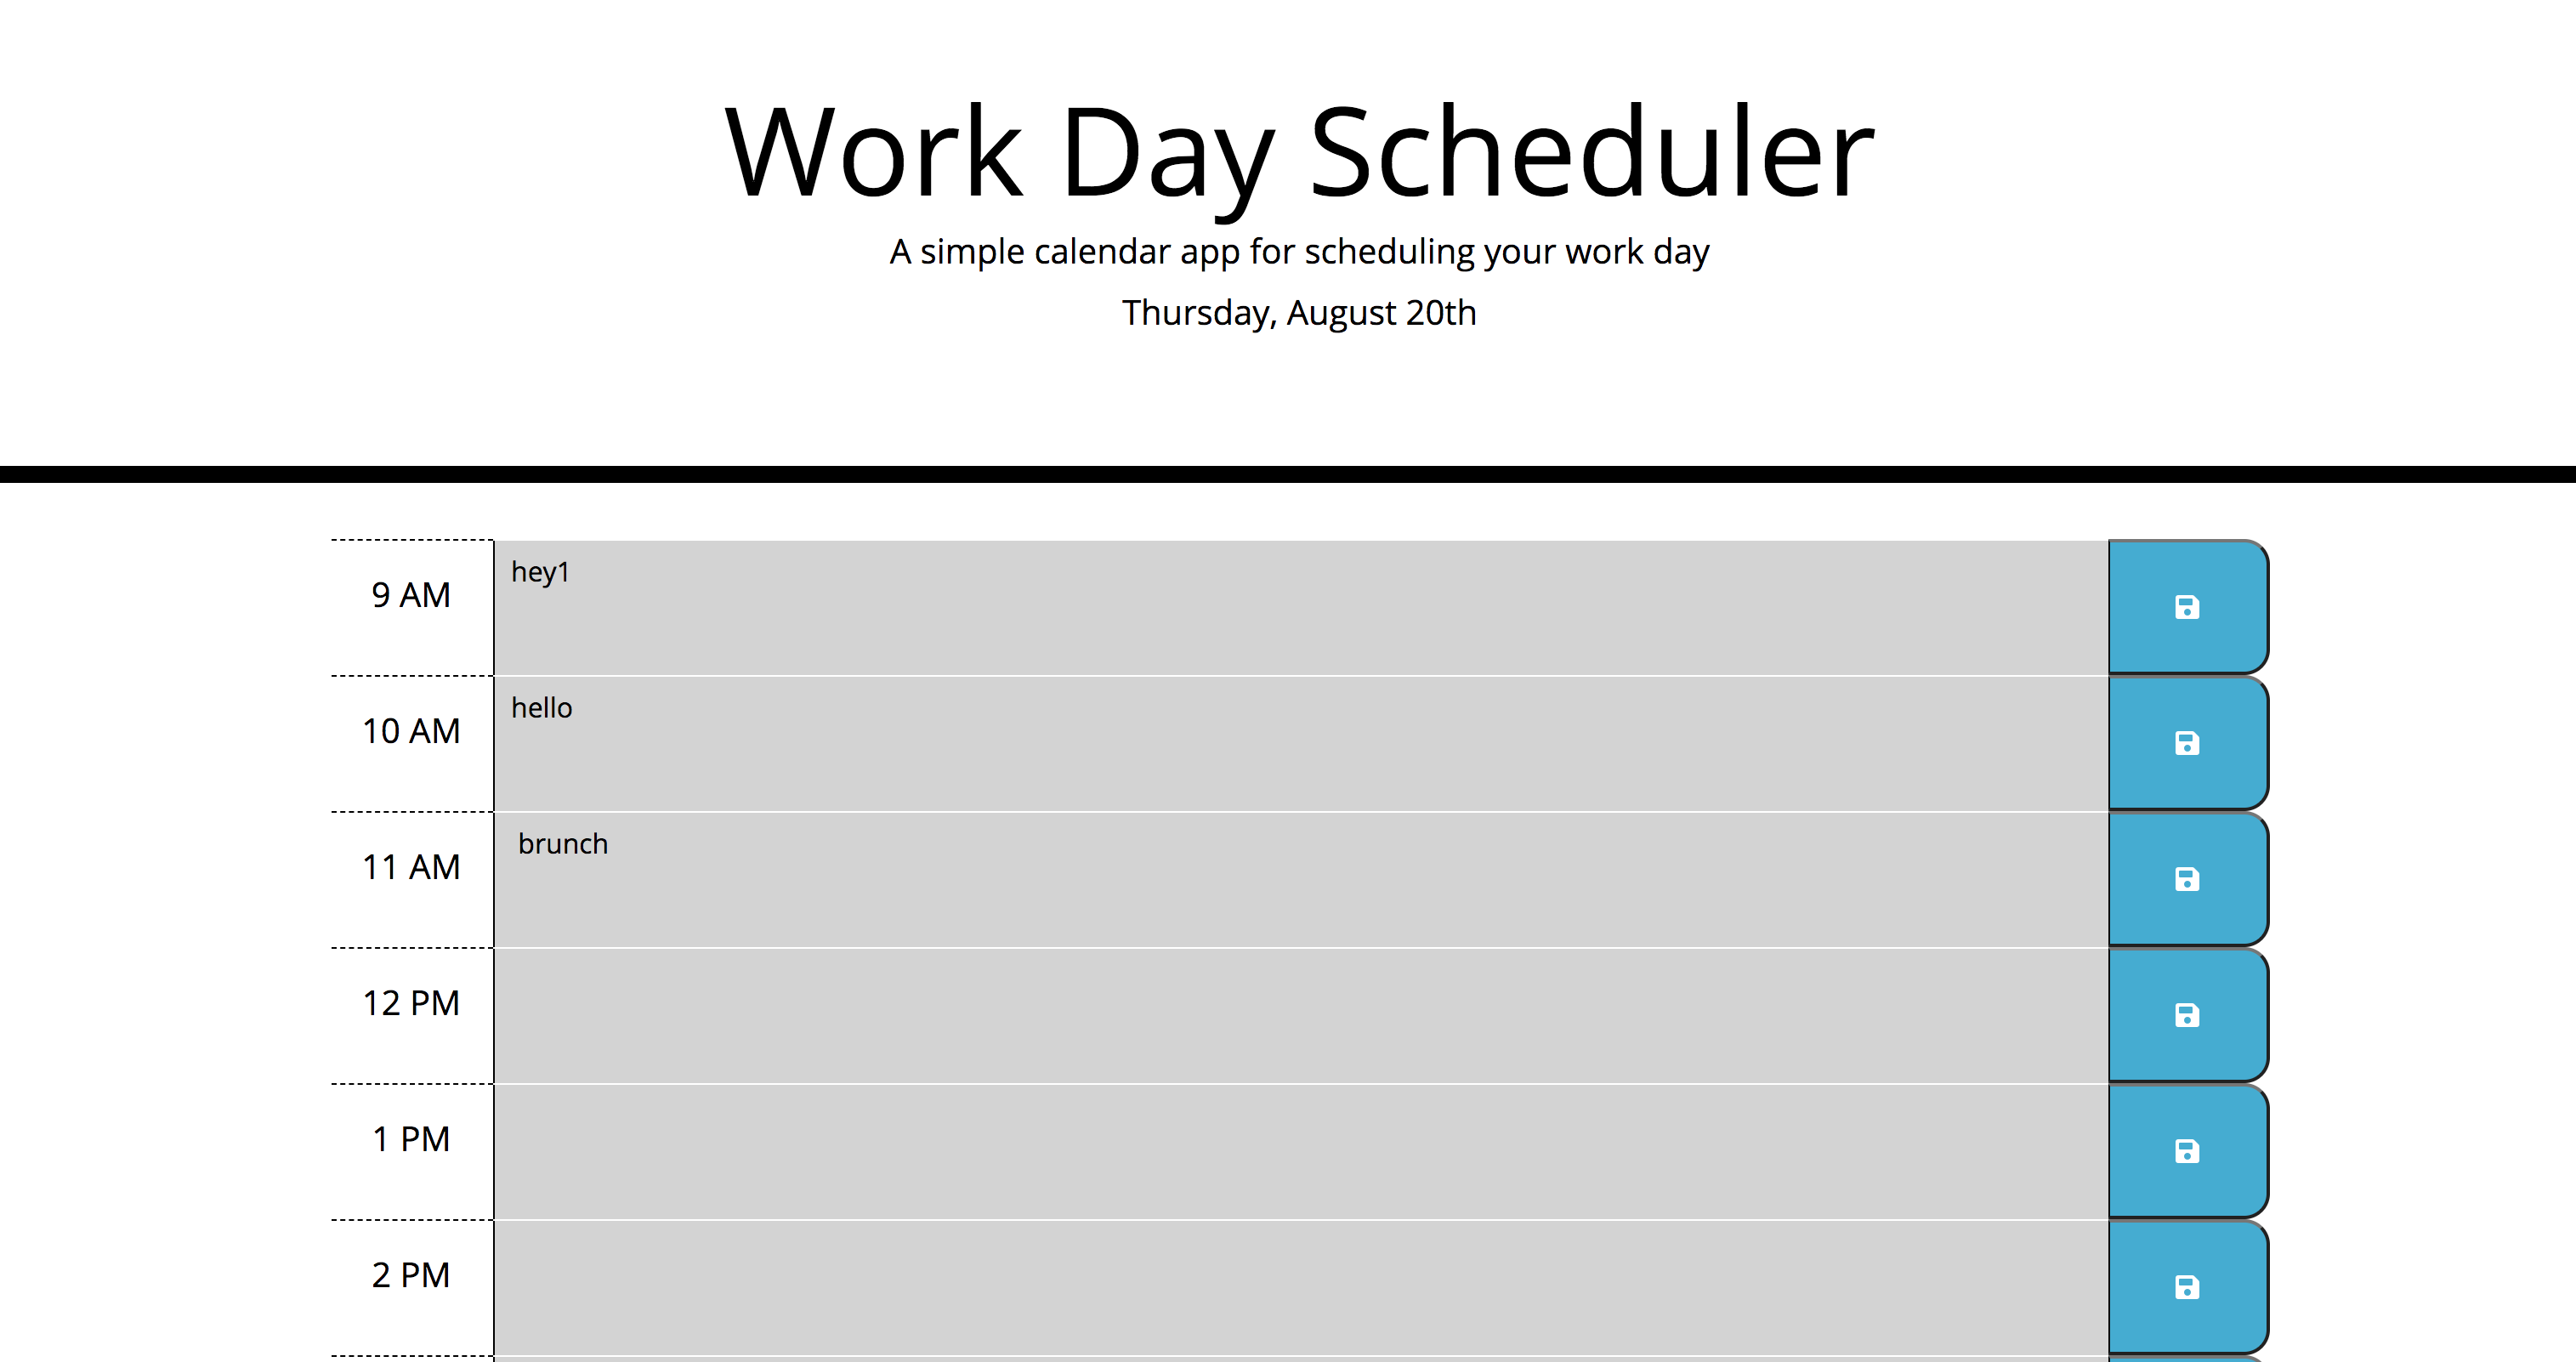 Work Day Scheduler
A simple calendar app for scheduling your work day
Thursday, August 20th
9 AM
hey1
10 AM
hello
11 AM
brunch
12 PM
1 PM
2 PM